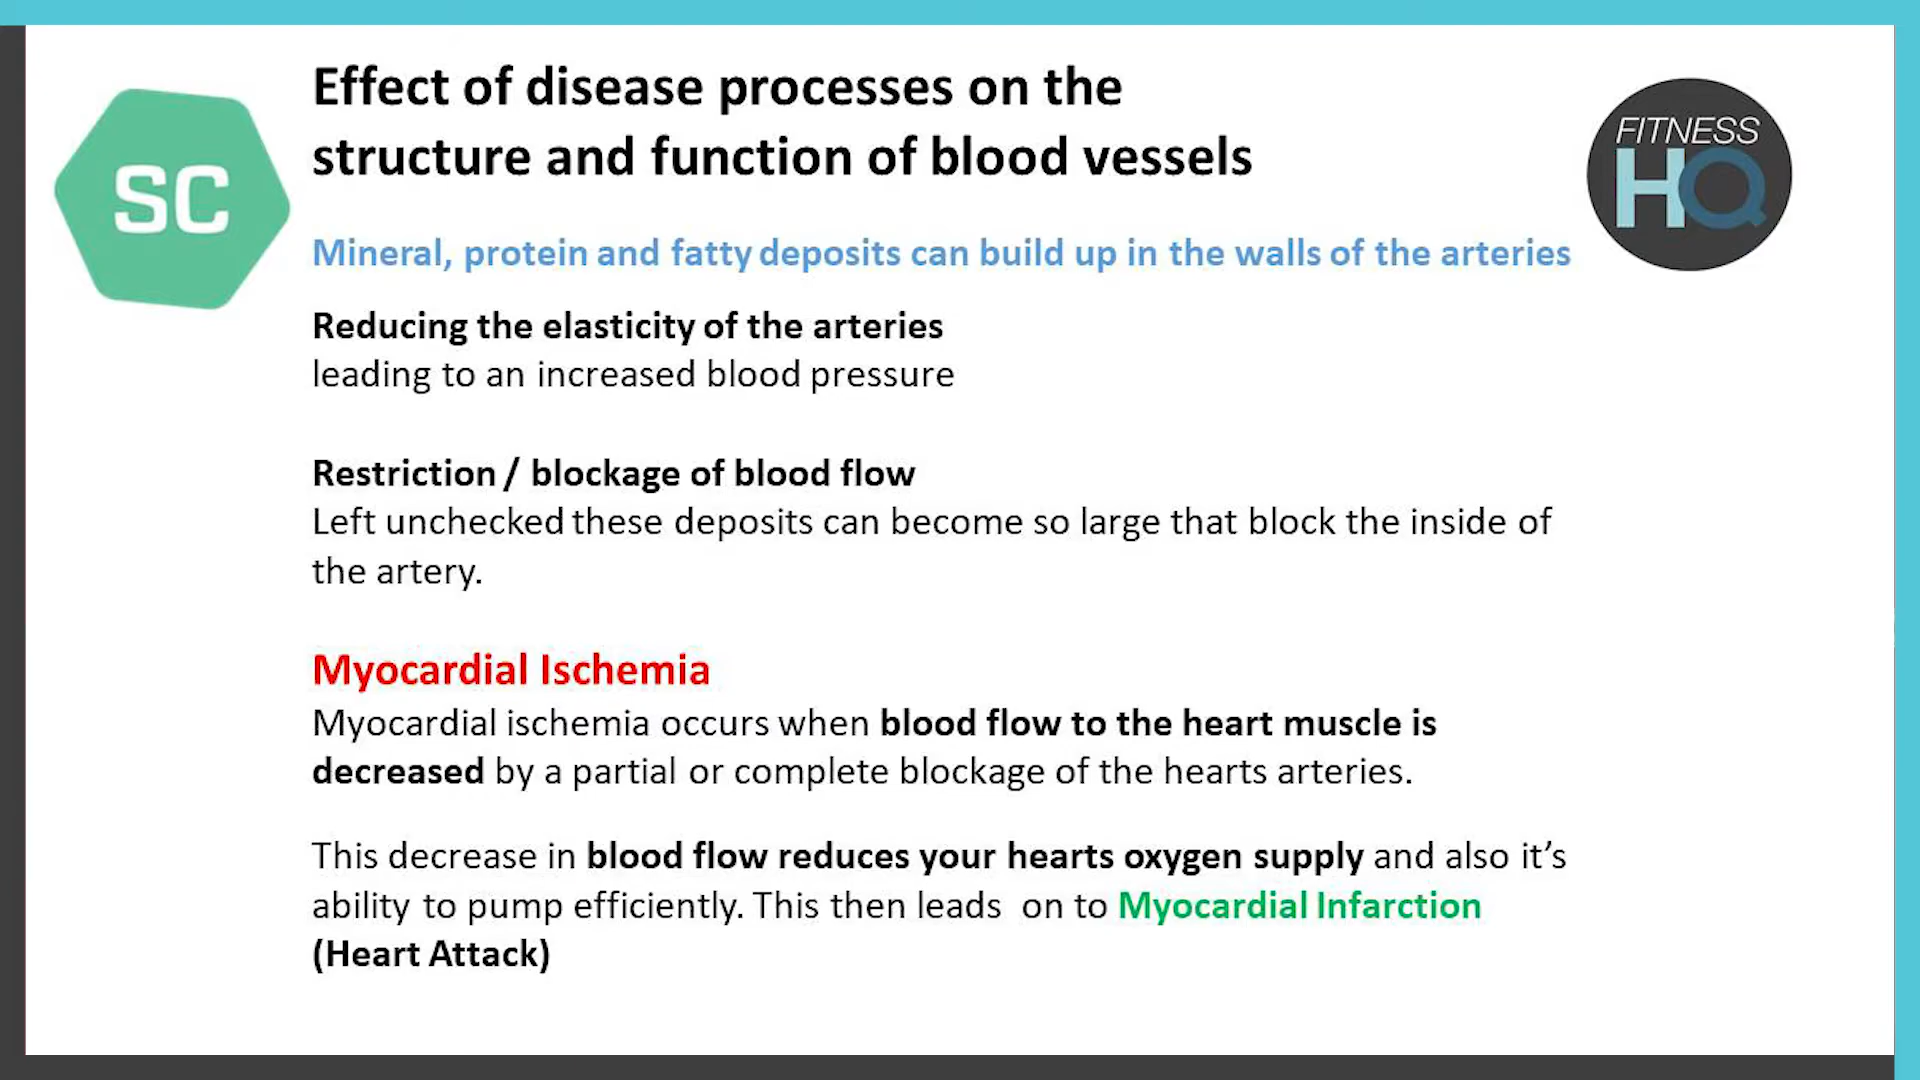 Effect of disease processes on the
structure and function of blood vessels
SC
FITNESS
HQ
Mineral, protein and fatty deposits can build up in the walls of the arteries
Reducing the elasticity of the arteries
leading to an increased blood pressure
Restriction / blockage of blood flow
Left unchecked these deposits can become so large that block the inside of
the artery.
Myocardial Ischemia
Myocardial ischemia occurs when blood flow to the heart muscle is
decreased by a partial or complete blockage of the hearts arteries.
This decrease in blood flow reduces your hearts oxygen supply and also it’s
ability to pump efficiently. This then leads  on to Myocardial Infarction
(Heart Attack)